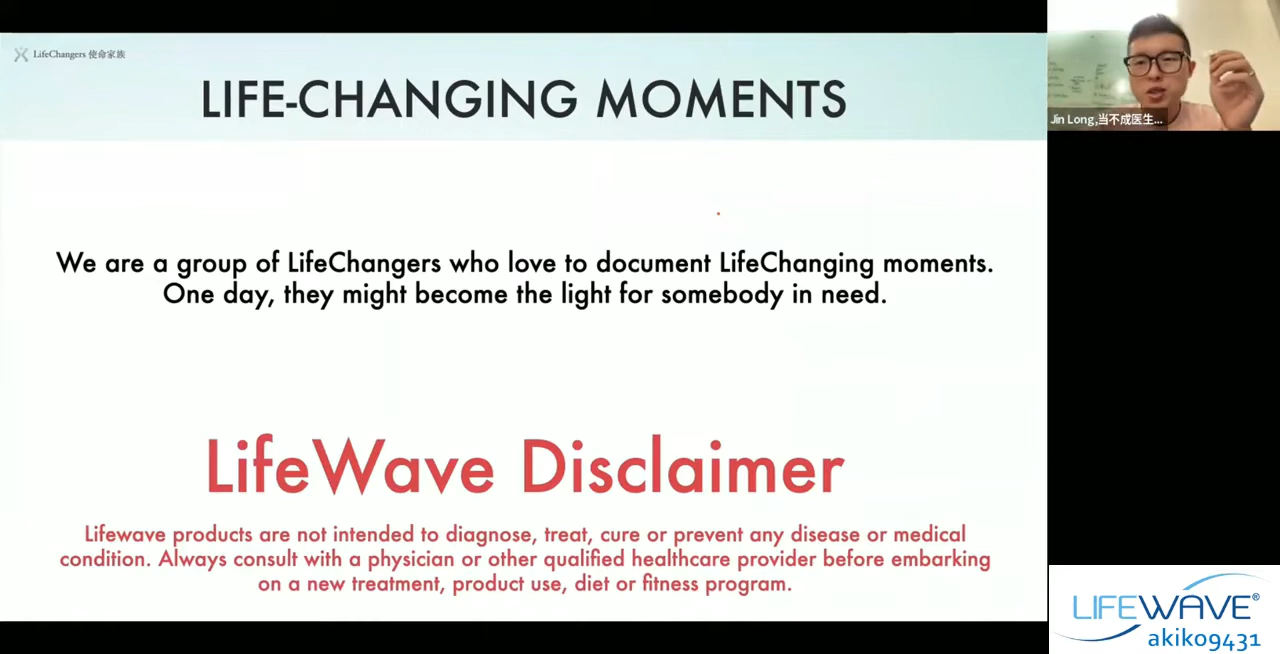 LifeChangers 使命家族
LIFE-CHANGING MOMENTS
We are a group of LifeChangers who love to document LifeChanging moments.
One day, they might become the light for somebody in need.
LifeWave Disclaimer
Lifewave products are not intended to diagnose, treat, cure or prevent any disease or medical
condition. Always consult with a physician or other qualified healthcare provider before embarking
on a new treatment, product use, diet or fitness program.
Jin Long,当不成医生...
LIFEWAVE®
akiko9431